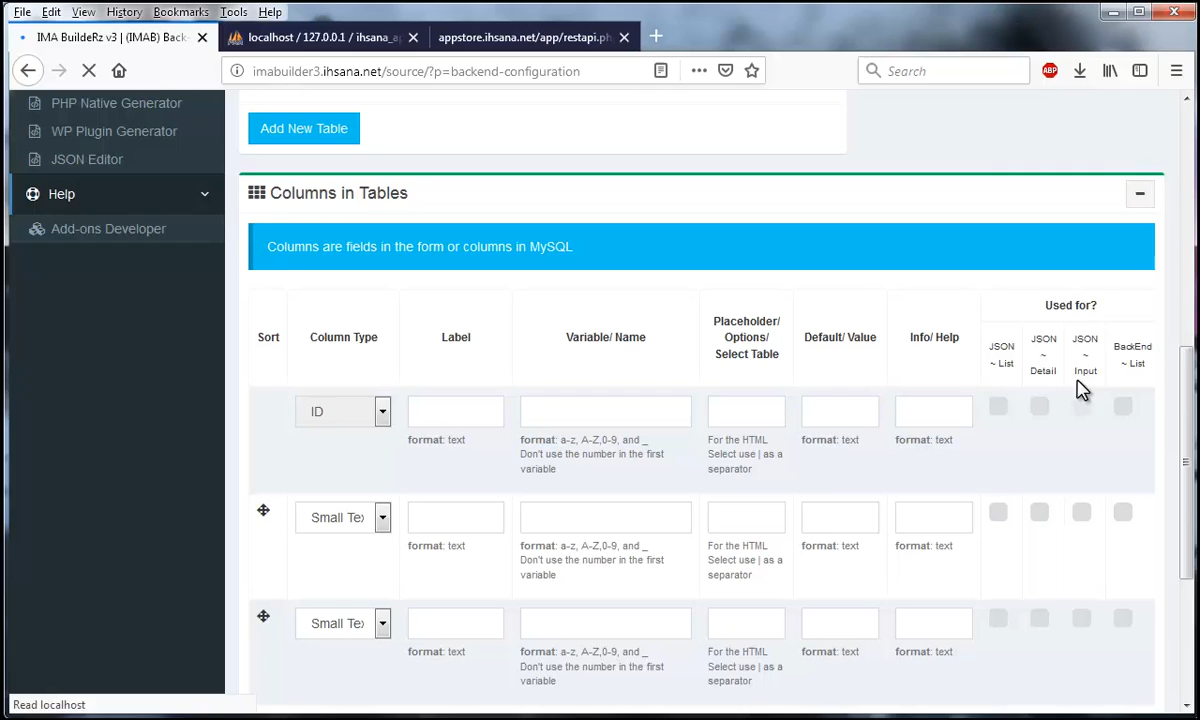 File Edit View History Bookmarks Tools Help
IMA BuildeRz v3 | (IMAB) Back-
localhost / 127.0.0.1 / ihsana_a
appstore.ihsana.net/app/restapi.ph
imabuilder3.ihsana.net/source/?p=backend-configuration
Search
ABP
PHP Native Generator
WP Plugin Generator
JSON Editor
Help
Add-ons Developer
Add New Table
Columns in Tables
Columns are fields in the form or columns in MySQL
Sort
Column Type
Label
Variable/ Name
Placeholder/
Options/
Select Table
Default/ Value
Info/ Help
Used for?
JSON
~ List
JSON
~
Detail
JSON
~
Input
BackEnd
~ List
ID
format: text
format: a-z, A-Z,0-9, and _
Don't use the number in the first
variable
For the HTML
Select use | as a
separator
format: text
format: text
Small Te
format: text
format: a-z, A-Z,0-9, and _
Don't use the number in the first
variable
For the HTML
Select use | as a
separator
format: text
format: text
Small Te
format: text
format: a-z, A-Z,0-9, and _
Don't use the number in the first
variable
For the HTML
Select use | as a
separator
format: text
format: text
Read localhost